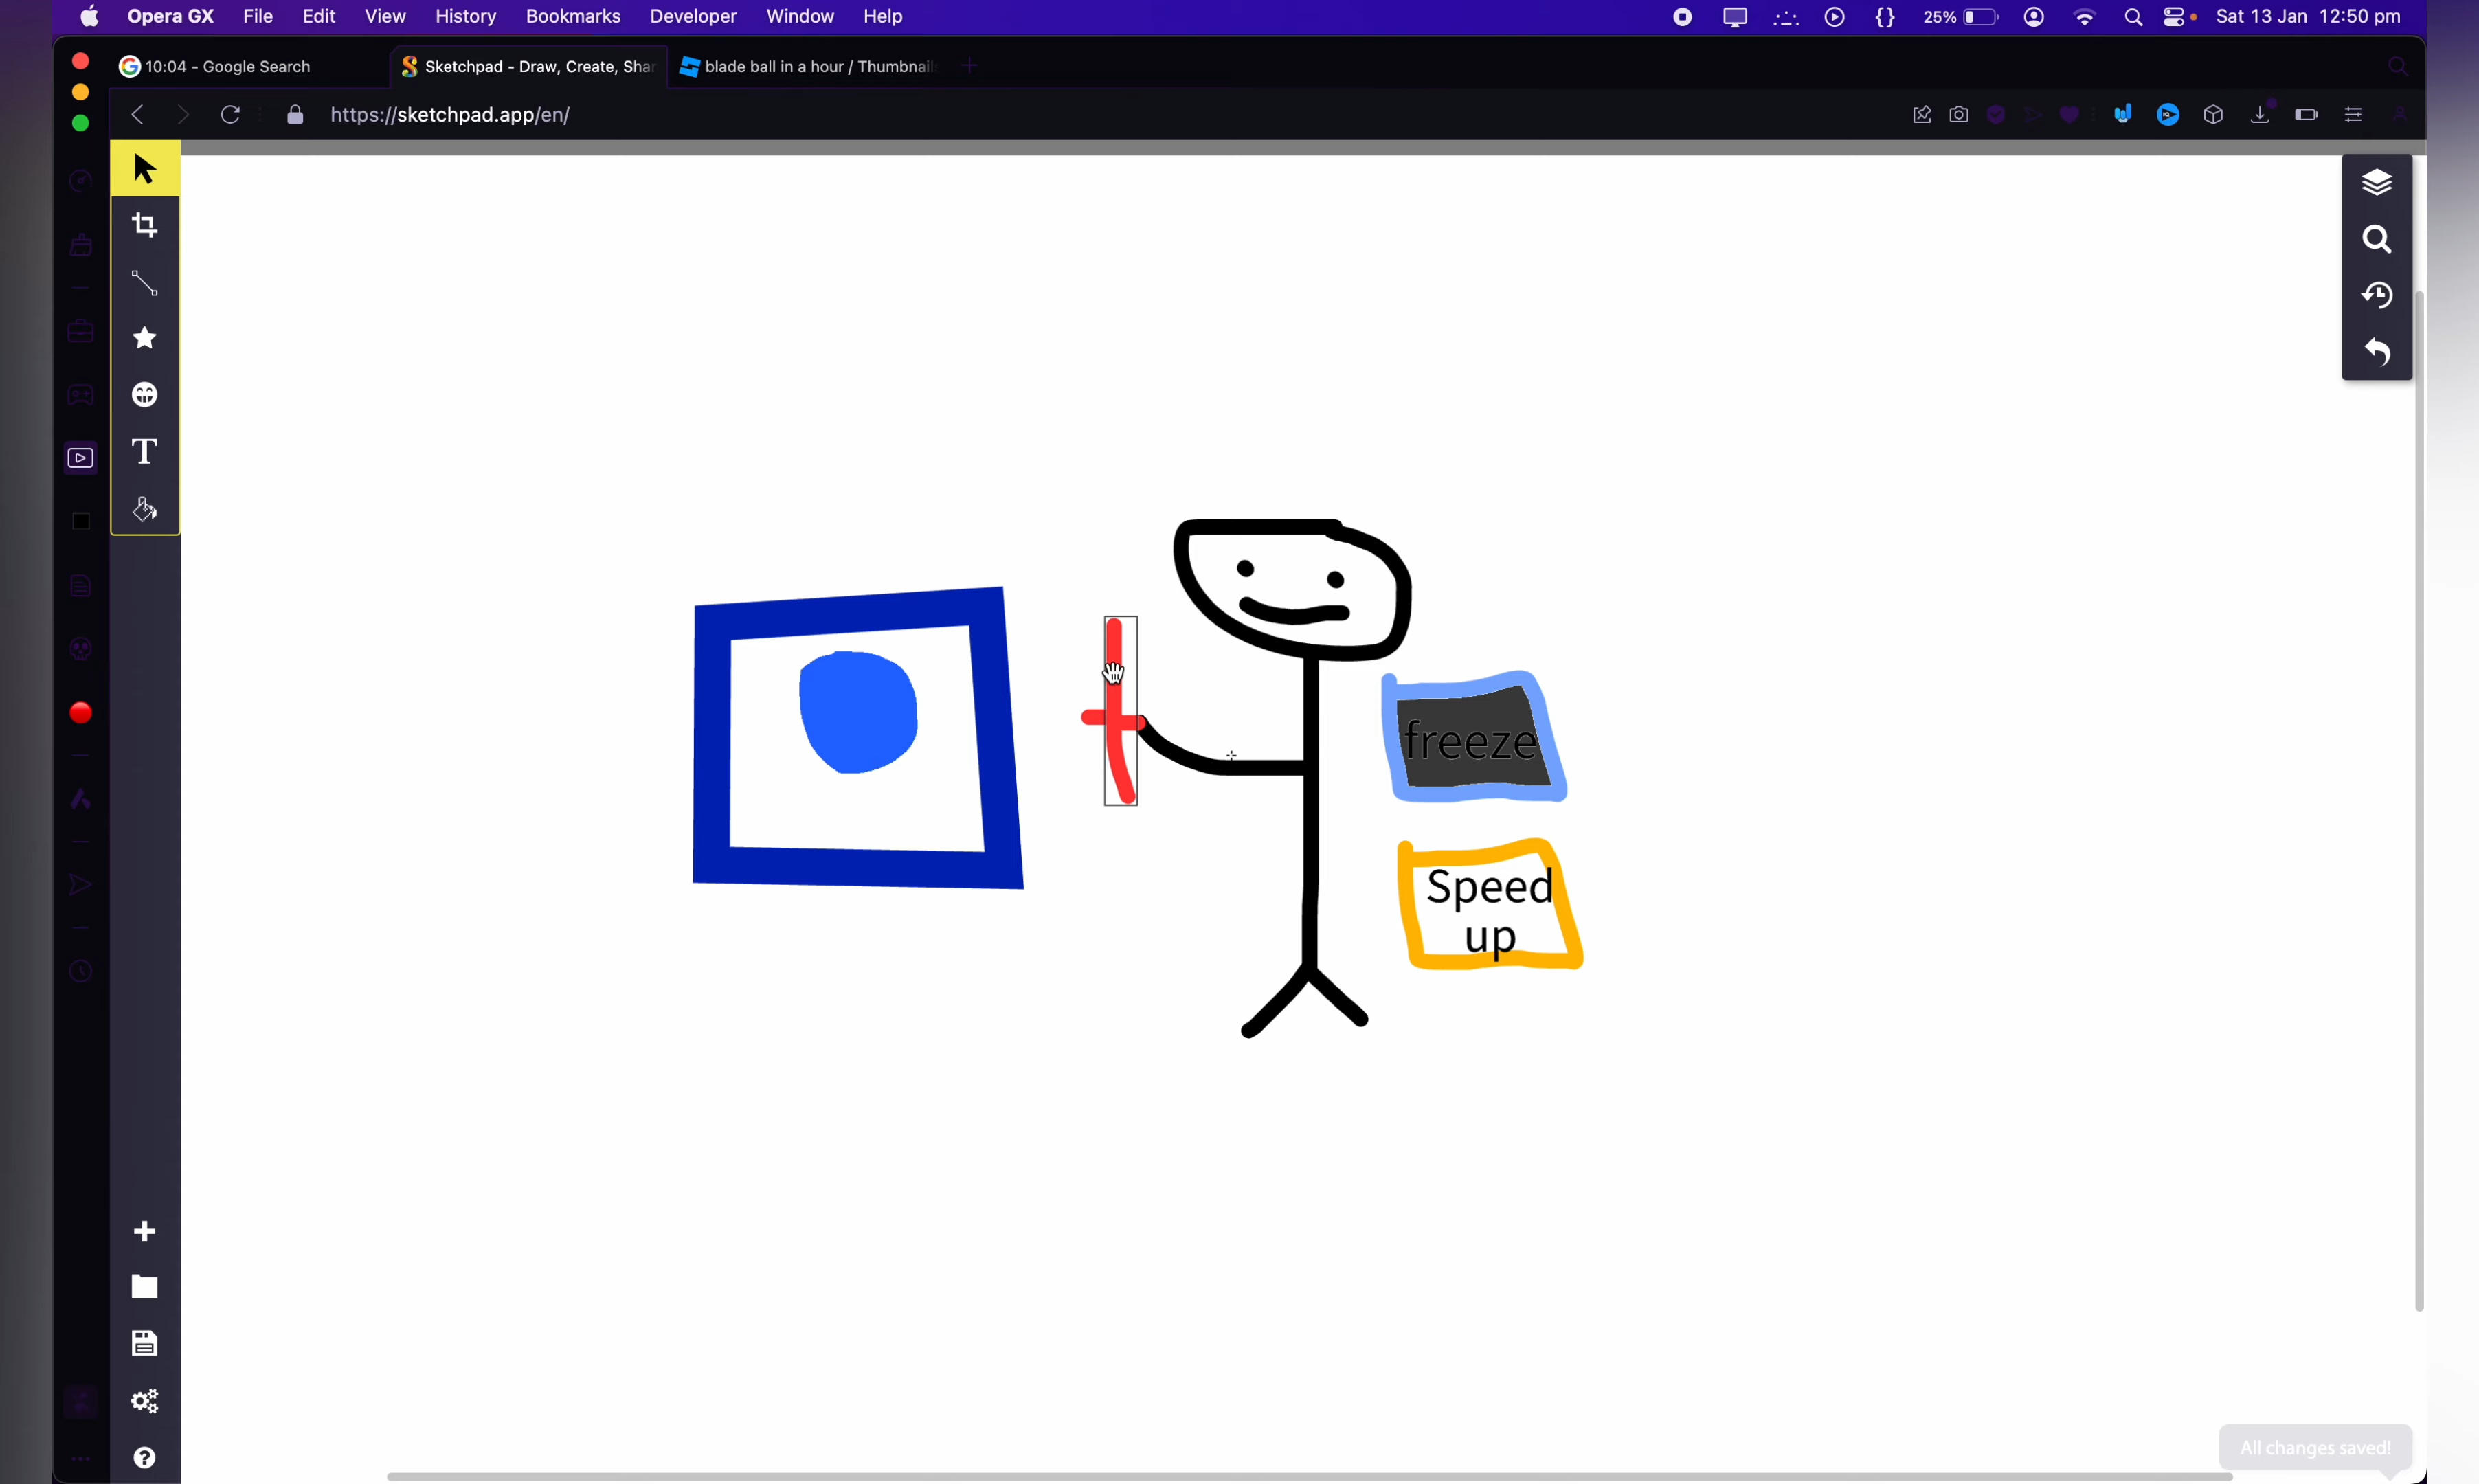 Opera GX File Edit View History Bookmarks Developer Window Help 25% Sat 13 Jan 12:50 pm
10:04 - Google Search Sketchpad - Draw, Create, Shar blade ball in a hour / Thumbnail
https://sketchpad.app/en/
T
freeze
Speed
up
All changes saved!